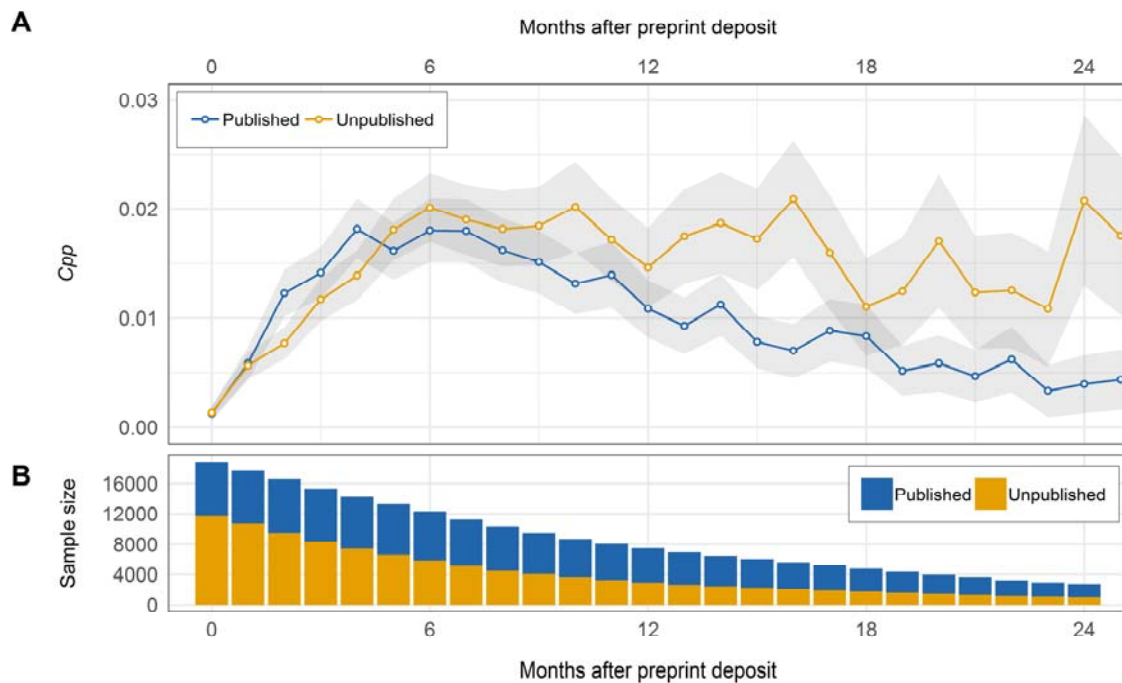 A
Months after preprint deposit
0 6 12 18 24
Published Unpublished
0.03
0.02
0.01
0.00
Cpp
B
Published Unpublished
16000
12000
8000
4000
0
Sample size
0 6 12 18 24
Months after preprint deposit